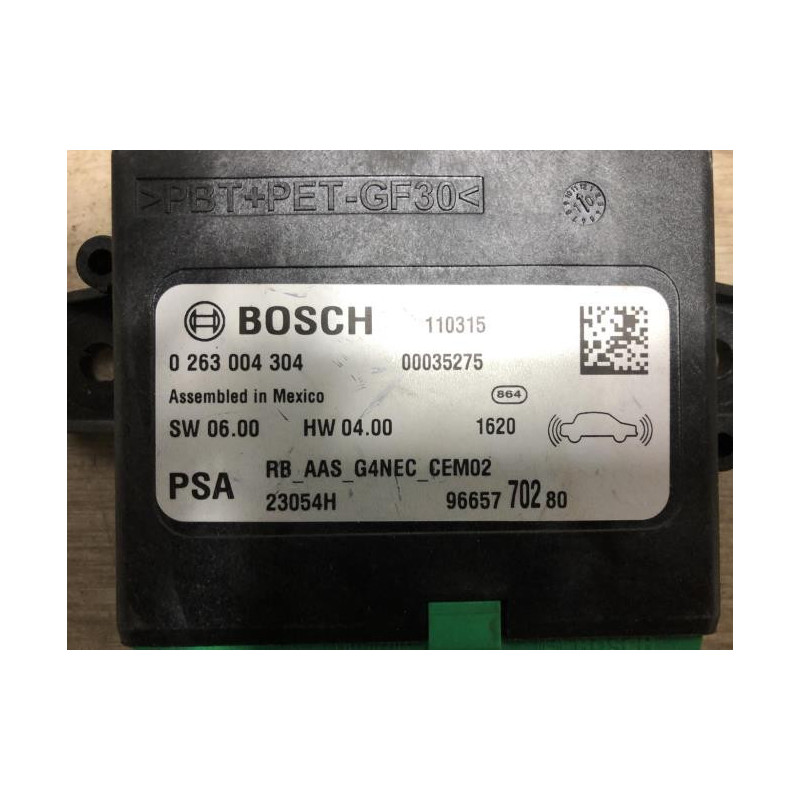 >PBT+PET-GF30<
BOSCH 110315
0 263 004 304 00035275
Assembled in Mexico 864
SW 06.00 HW 04.00 1620
PSA RB_AAS_G4NEC_CEM02
23054H 96657 702 80